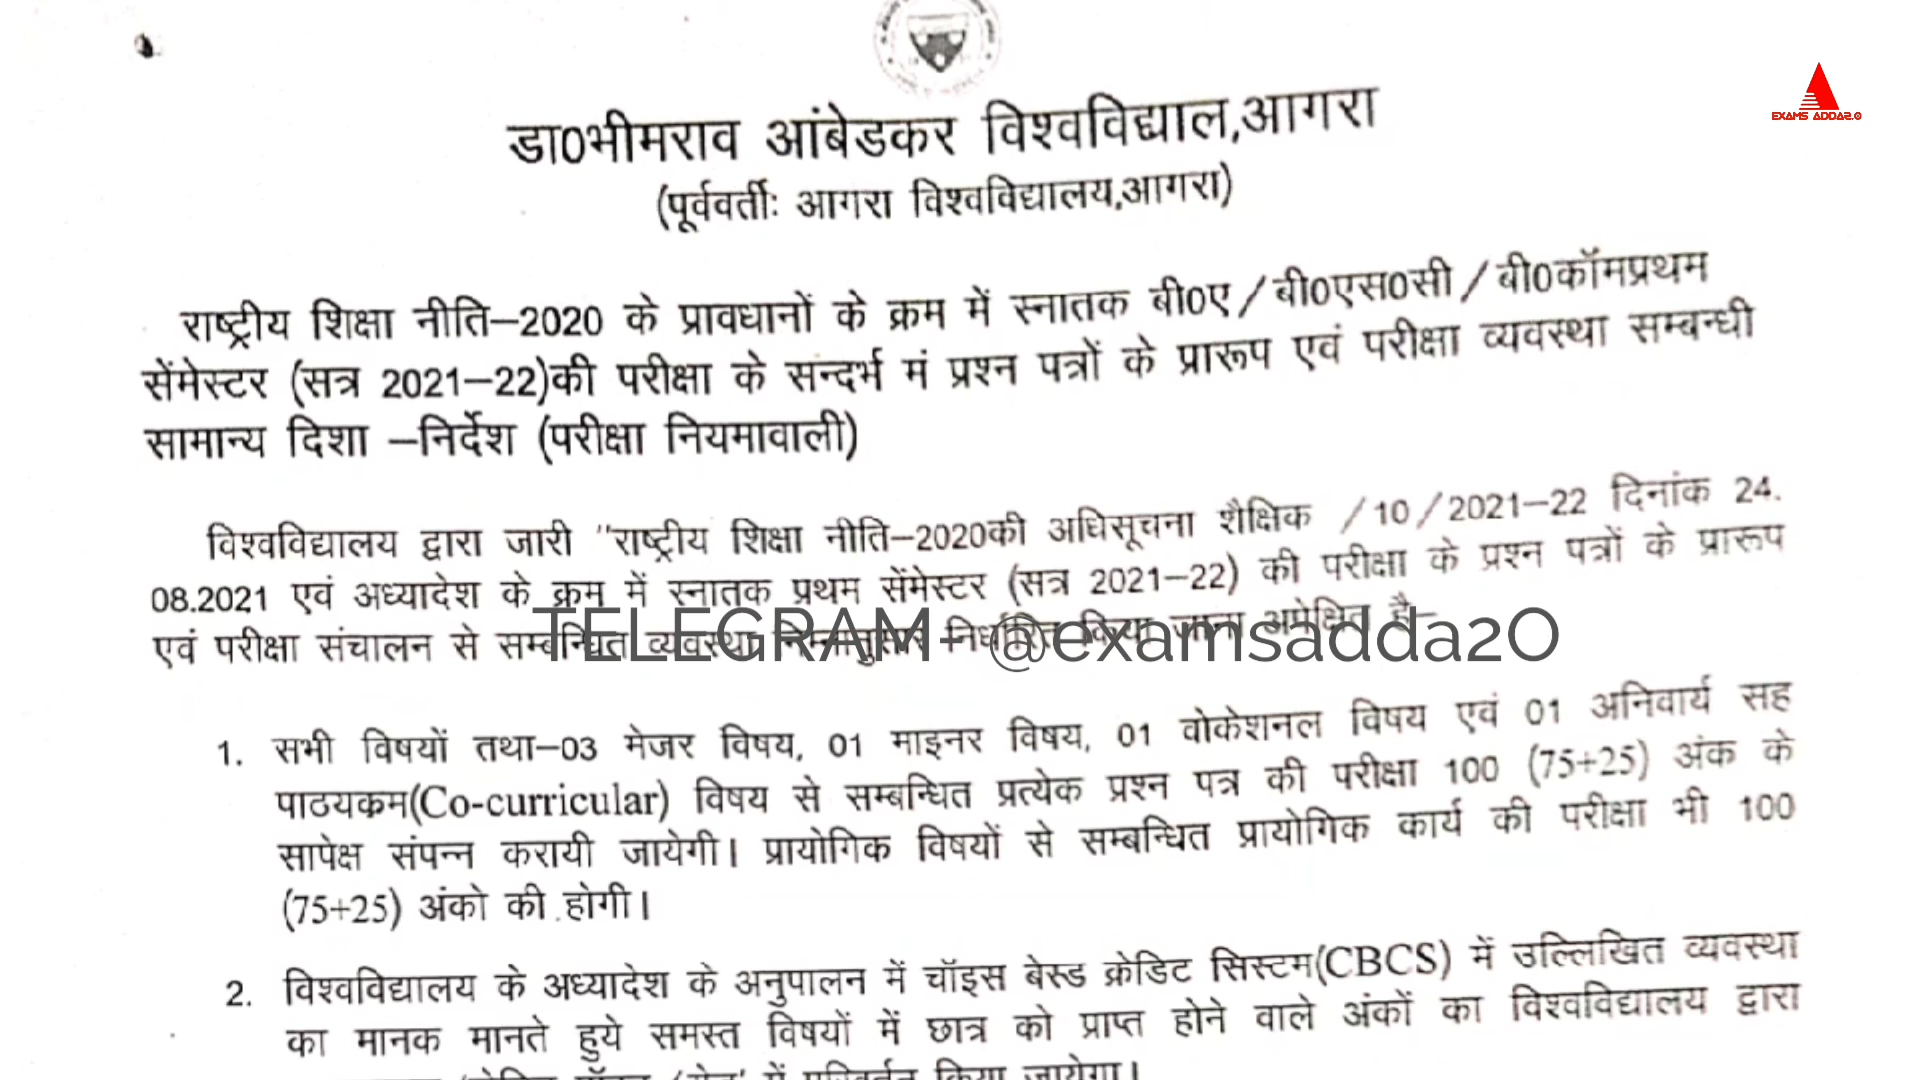 EXAMS ADDA2.0
डा0भीमराव आंबेडकर विश्वविद्याल,आगरा
(पूर्ववर्तीः आगरा विश्वविद्यालय,आगरा)
राष्ट्रीय शिक्षा नीति–2020 के प्रावधानों के क्रम में स्नातक बी0ए/बी0एस0सी/बी0कॉमप्रथम
सेंमेस्टर (सत्र 2021–22)की परीक्षा के सन्दर्भ मं प्रश्न पत्रों के प्रारूप एवं परीक्षा व्यवस्था सम्बन्धी
सामान्य दिशा –निर्देश (परीक्षा नियमावाली)
विश्वविद्यालय द्वारा जारी "राष्ट्रीय शिक्षा नीति–2020की अधिसूचना शैक्षिक /10/2021–22 दिनांक 24.
08.2021 एवं अध्यादेश के क्रम में स्नातक प्रथम सेंमेस्टर (सत्र 2021–22) की परीक्षा के प्रश्न पत्रों के प्रारूप
एवं परीक्षा संचालन से सम्बन्धित व्यवस्था निम्नानुसार निर्धारित किया जाना अपेक्षित है–
TELEGRAM- @examsadda20
1. सभी विषयों तथा–03 मेजर विषय, 01 माइनर विषय, 01 वोकेशनल विषय एवं 01 अनिवार्य सह
पाठयक्रम(Co-curricular) विषय से सम्बन्धित प्रत्येक प्रश्न पत्र की परीक्षा 100 (75+25) अंक के
सापेक्ष संपन्न करायी जायेगी। प्रायोगिक विषयों से सम्बन्धित प्रायोगिक कार्य की परीक्षा भी 100
(75+25) अंको की होगी।
2. विश्वविद्यालय के अध्यादेश के अनुपालन में चॉइस बेस्ड क्रेडिट सिस्टम(CBCS) में उल्लिखित व्यवस्था
का मानक मानते हुये समस्त विषयों में छात्र को प्राप्त होने वाले अंकों का विश्वविद्यालय द्वारा
में परिवर्तन किया जायेगा।